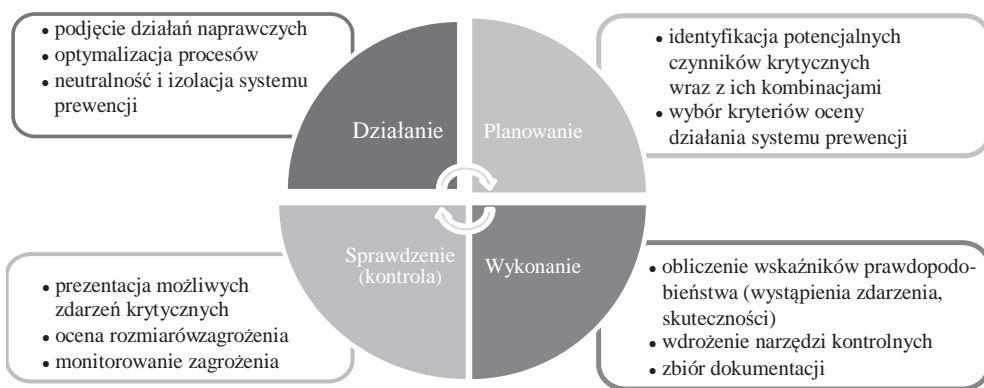 • podjęcie działań naprawczych
• optymalizacja procesów
• neutralność i izolacja systemu
prewencji
Działanie
Planowanie
• identyfikacja potencjalnych
czynników krytycznych
wraz z ich kombinacjami
• wybór kryteriów oceny
działania systemu prewencji
• prezentacja możliwych
zdarzeń krytycznych
• ocena rozmiarówzagrożenia
• monitorowanie zagrożenia
Sprawdzenie
(kontrola)
Wykonanie
• obliczenie wskaźników prawdopodo-
bieństwa (wystąpienia zdarzenia,
skuteczności)
• wdrożenie narzędzi kontrolnych
• zbiór dokumentacji